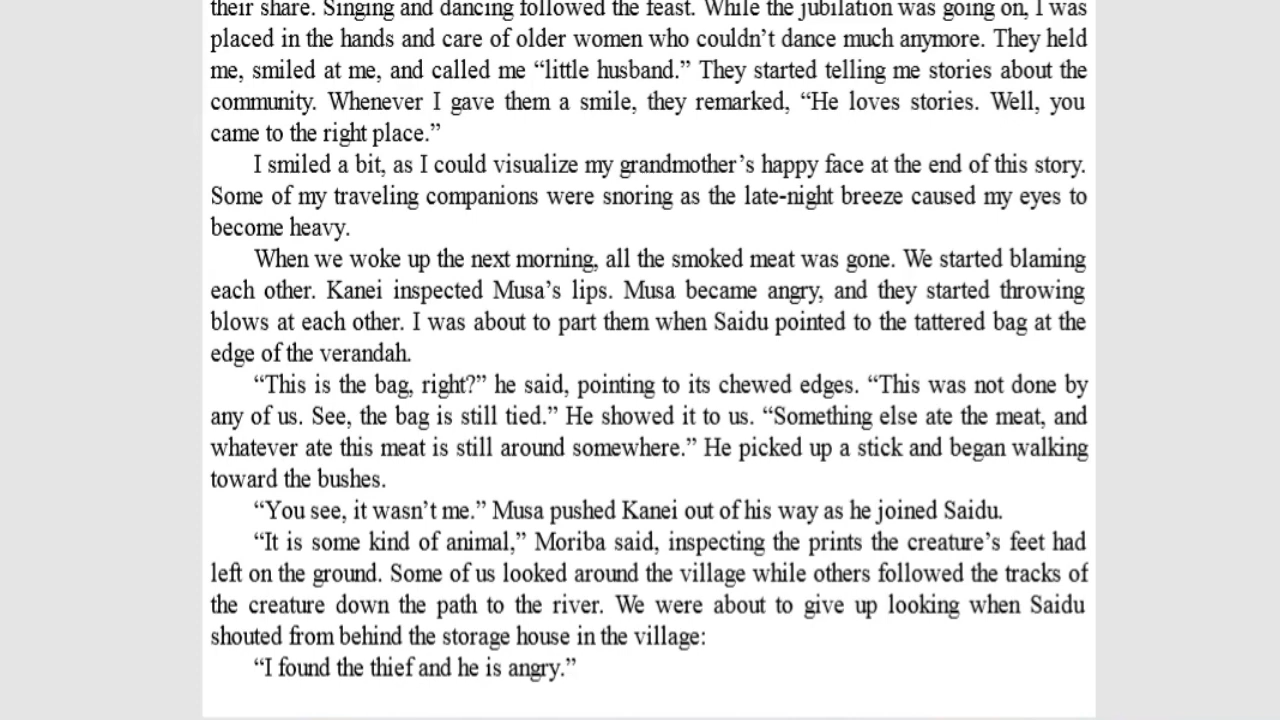 their share. Singing and dancing followed the feast. While the jubilation was going on, I was
placed in the hands and care of older women who couldn’t dance much anymore. They held
me, smiled at me, and called me “little husband.” They started telling me stories about the
community. Whenever I gave them a smile, they remarked, “He loves stories. Well, you
came to the right place.”
I smiled a bit, as I could visualize my grandmother’s happy face at the end of this story.
Some of my traveling companions were snoring as the late-night breeze caused my eyes to
become heavy.
When we woke up the next morning, all the smoked meat was gone. We started blaming
each other. Kanei inspected Musa’s lips. Musa became angry, and they started throwing
blows at each other. I was about to part them when Saidu pointed to the tattered bag at the
edge of the verandah.
“This is the bag, right?” he said, pointing to its chewed edges. “This was not done by
any of us. See, the bag is still tied.” He showed it to us. “Something else ate the meat, and
whatever ate this meat is still around somewhere.” He picked up a stick and began walking
toward the bushes.
“You see, it wasn’t me.” Musa pushed Kanei out of his way as he joined Saidu.
“It is some kind of animal,” Moriba said, inspecting the prints the creature’s feet had
left on the ground. Some of us looked around the village while others followed the tracks of
the creature down the path to the river. We were about to give up looking when Saidu
shouted from behind the storage house in the village:
“I found the thief and he is angry.”